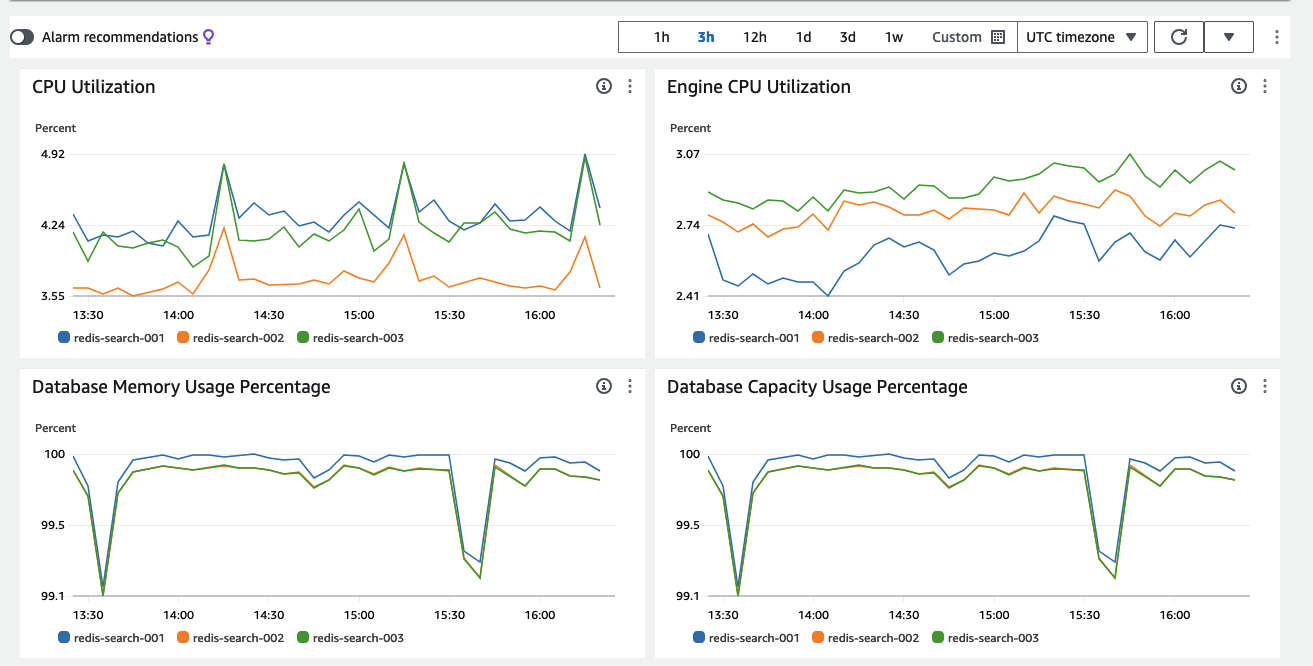 Alarm recommendations
1h 3h 12h 1d 3d 1w Custom UTC timezone
CPU Utilization
Percent
4.92
4.24
3.55
13:30 14:00 14:30 15:00 15:30 16:00
redis-search-001 redis-search-002 redis-search-003
Engine CPU Utilization
Percent
3.07
2.74
2.41
13:30 14:00 14:30 15:00 15:30 16:00
redis-search-001 redis-search-002 redis-search-003
Database Memory Usage Percentage
Percent
100
99.5
99.1
13:30 14:00 14:30 15:00 15:30 16:00
redis-search-001 redis-search-002 redis-search-003
Database Capacity Usage Percentage
Percent
100
99.5
99.1
13:30 14:00 14:30 15:00 15:30 16:00
redis-search-001 redis-search-002 redis-search-003